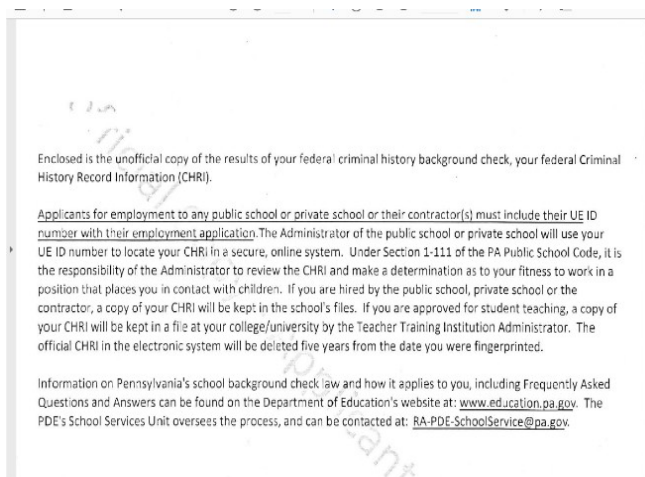 Enclosed is the unofficial copy of the results of your federal criminal history background check, your federal Criminal
History Record Information (CHRI).
Applicants for employment to any public school or private school or their contractor(s) must include their UE ID
number with their employment application.The Administrator of the public school or private school will use your
UE ID number to locate your CHRI in a secure, online system. Under Section 1-111 of the PA Public School Code, it is
the responsibility of the Administrator to review the CHRI and make a determination as to your fitness to work in a
position that places you in contact with children. If you are hired by the public school, private school or the
contractor, a copy of your CHRI will be kept in the school's files. If you are approved for student teaching, a copy of
your CHRI will be kept in a file at your college/university by the Teacher Training Institution Administrator. The
official CHRI in the electronic system will be deleted five years from the date you were fingerprinted.
Information on Pennsylvania's school background check law and how it applies to you, including Frequently Asked
Questions and Answers can be found on the Department of Education's website at: www.education.pa.gov. The
PDE's School Services Unit oversees the process, and can be contacted at: RA-PDE-SchoolService@pa.gov.